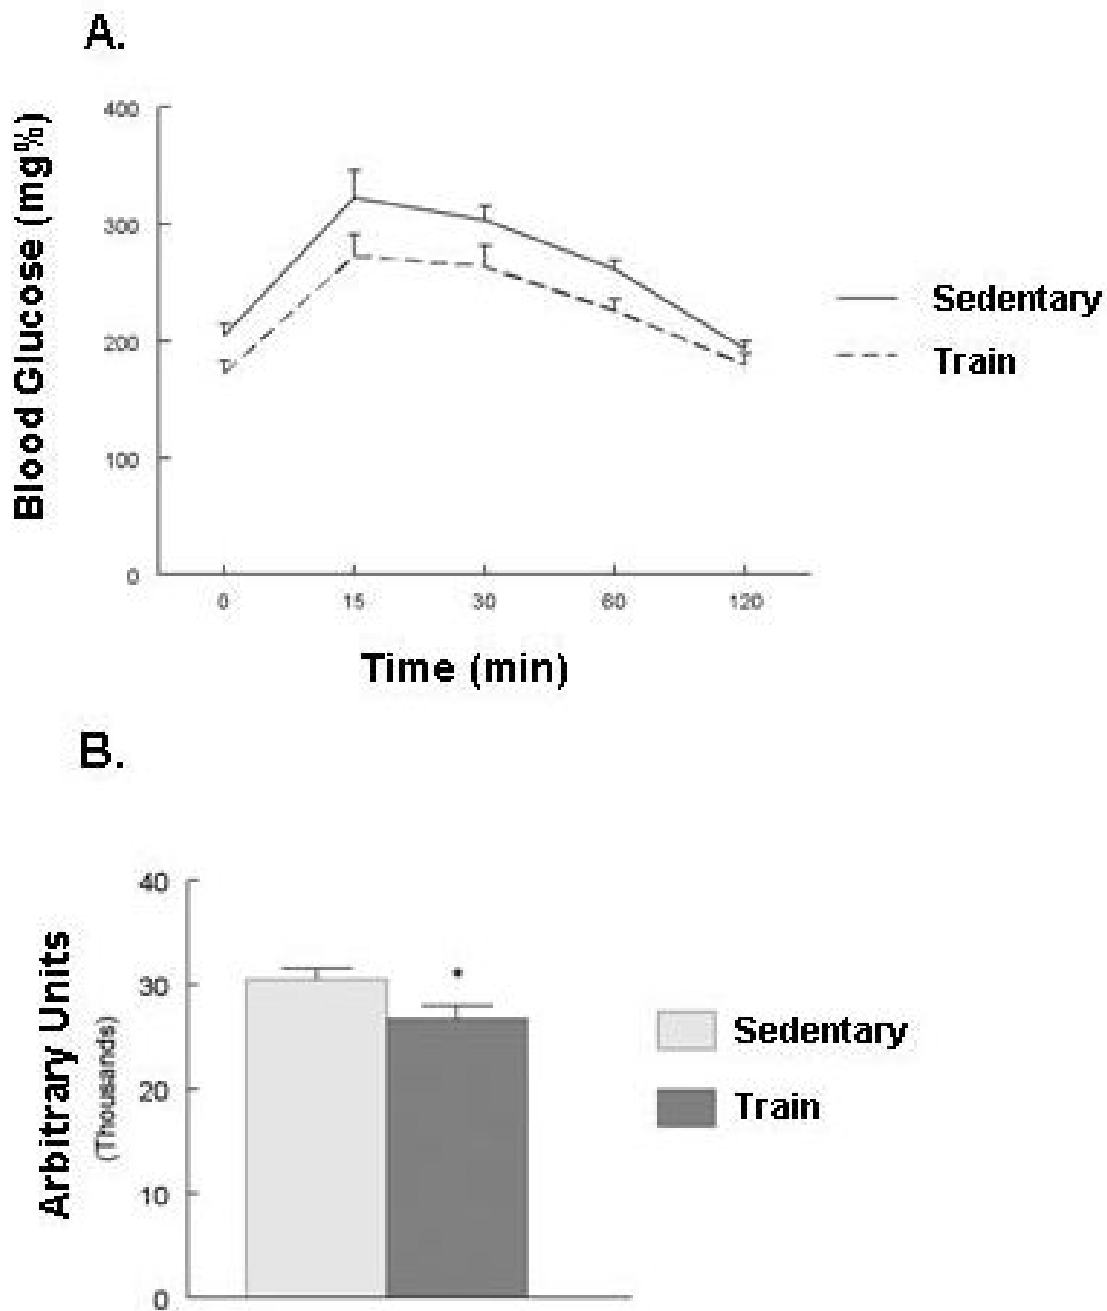 A.
Blood Glucose (mg%)
400
300
200
100
0
0 15 30 60 120
Time (min)
Sedentary
Train
B.
Arbitrary Units
(Thousands)
40
30
20
10
0
Sedentary
Train